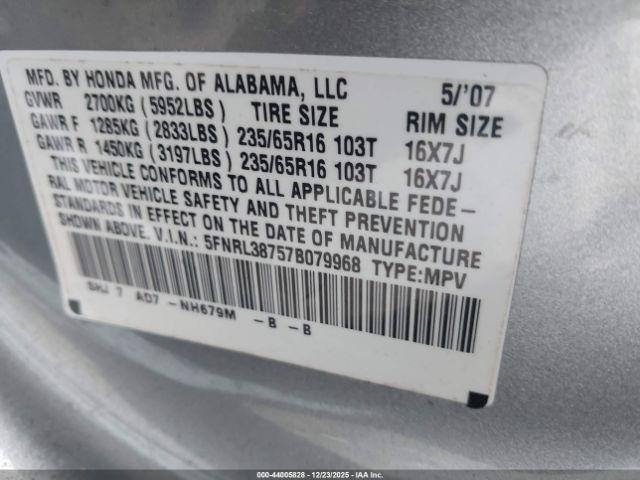 MFD. BY HONDA MFG. OF ALABAMA, LLC 5/'07
GVWR 2700KG (5952LBS) TIRE SIZE RIM SIZE
GAWR F 1285KG (2833LBS) 235/65R16 103T 16X7J
GAWR R 1450KG (3197LBS) 235/65R16 103T 16X7J
THIS VEHICLE CONFORMS TO ALL APPLICABLE FEDE-
RAL MOTOR VEHICLE SAFETY AND THEFT PREVENTION
STANDARDS IN EFFECT ON THE DATE OF MANUFACTURE
SHOWN ABOVE. V.I.N.: 5FNRL38757B079968 TYPE:MPV
SHJ 7 AD7 -NH679M -B -B
000-44005828 - 12/23/2025 - IAA Inc.